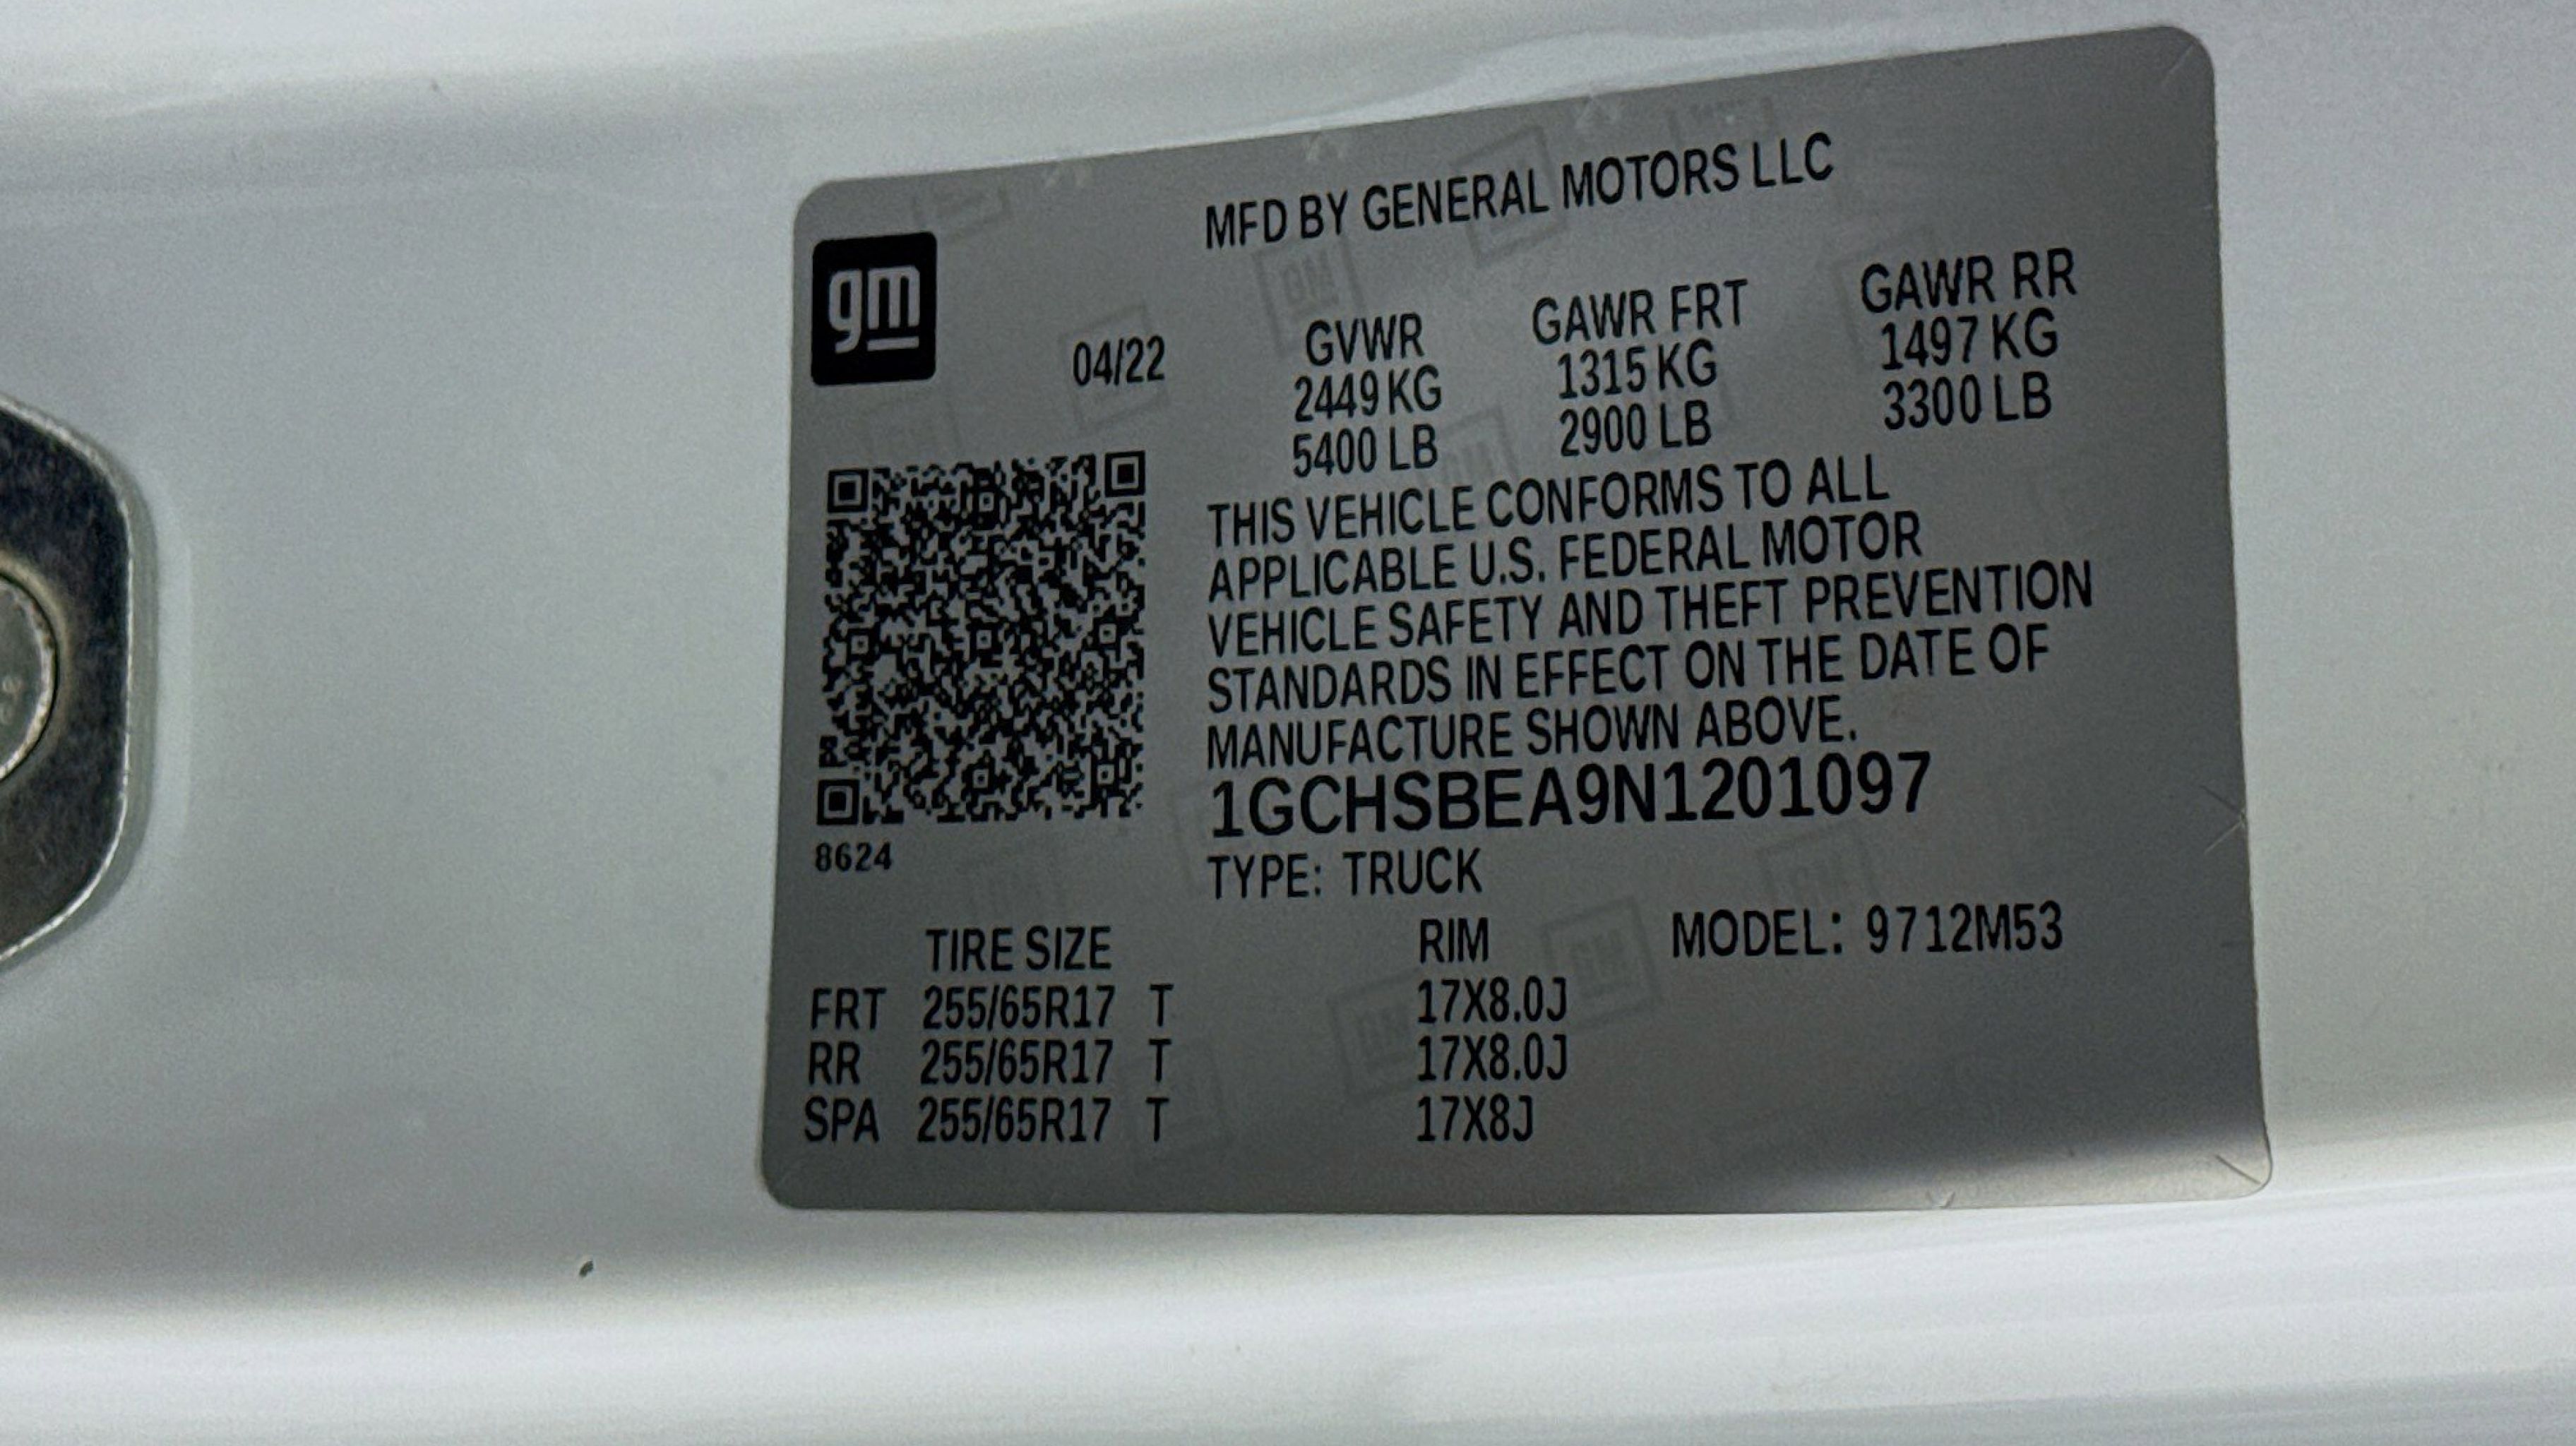 MFD BY GENERAL MOTORS LLC
gm
04/22
GVWR GAWR FRT GAWR RR
2449 KG 1315 KG 1497 KG
5400 LB 2900 LB 3300 LB
THIS VEHICLE CONFORMS TO ALL
APPLICABLE U.S. FEDERAL MOTOR
VEHICLE SAFETY AND THEFT PREVENTION
STANDARDS IN EFFECT ON THE DATE OF
MANUFACTURE SHOWN ABOVE.
1GCHSBEA9N1201097
8624
TYPE: TRUCK
TIRE SIZE RIM MODEL: 9712M53
FRT 255/65R17 T 17X8.0J
RR 255/65R17 T 17X8.0J
SPA 255/65R17 T 17X8J